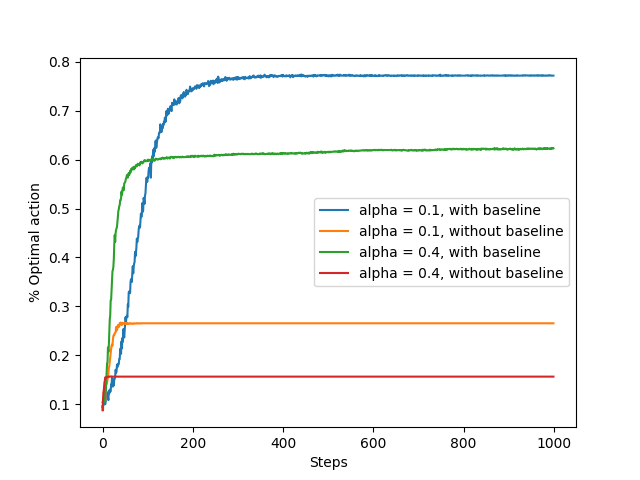 0.8
0.7
0.6
0.5
0.4
0.3
0.2
0.1
% Optimal action
alpha = 0.1, with baseline
alpha = 0.1, without baseline
alpha = 0.4, with baseline
alpha = 0.4, without baseline
0 200 400 600 800 1000
Steps